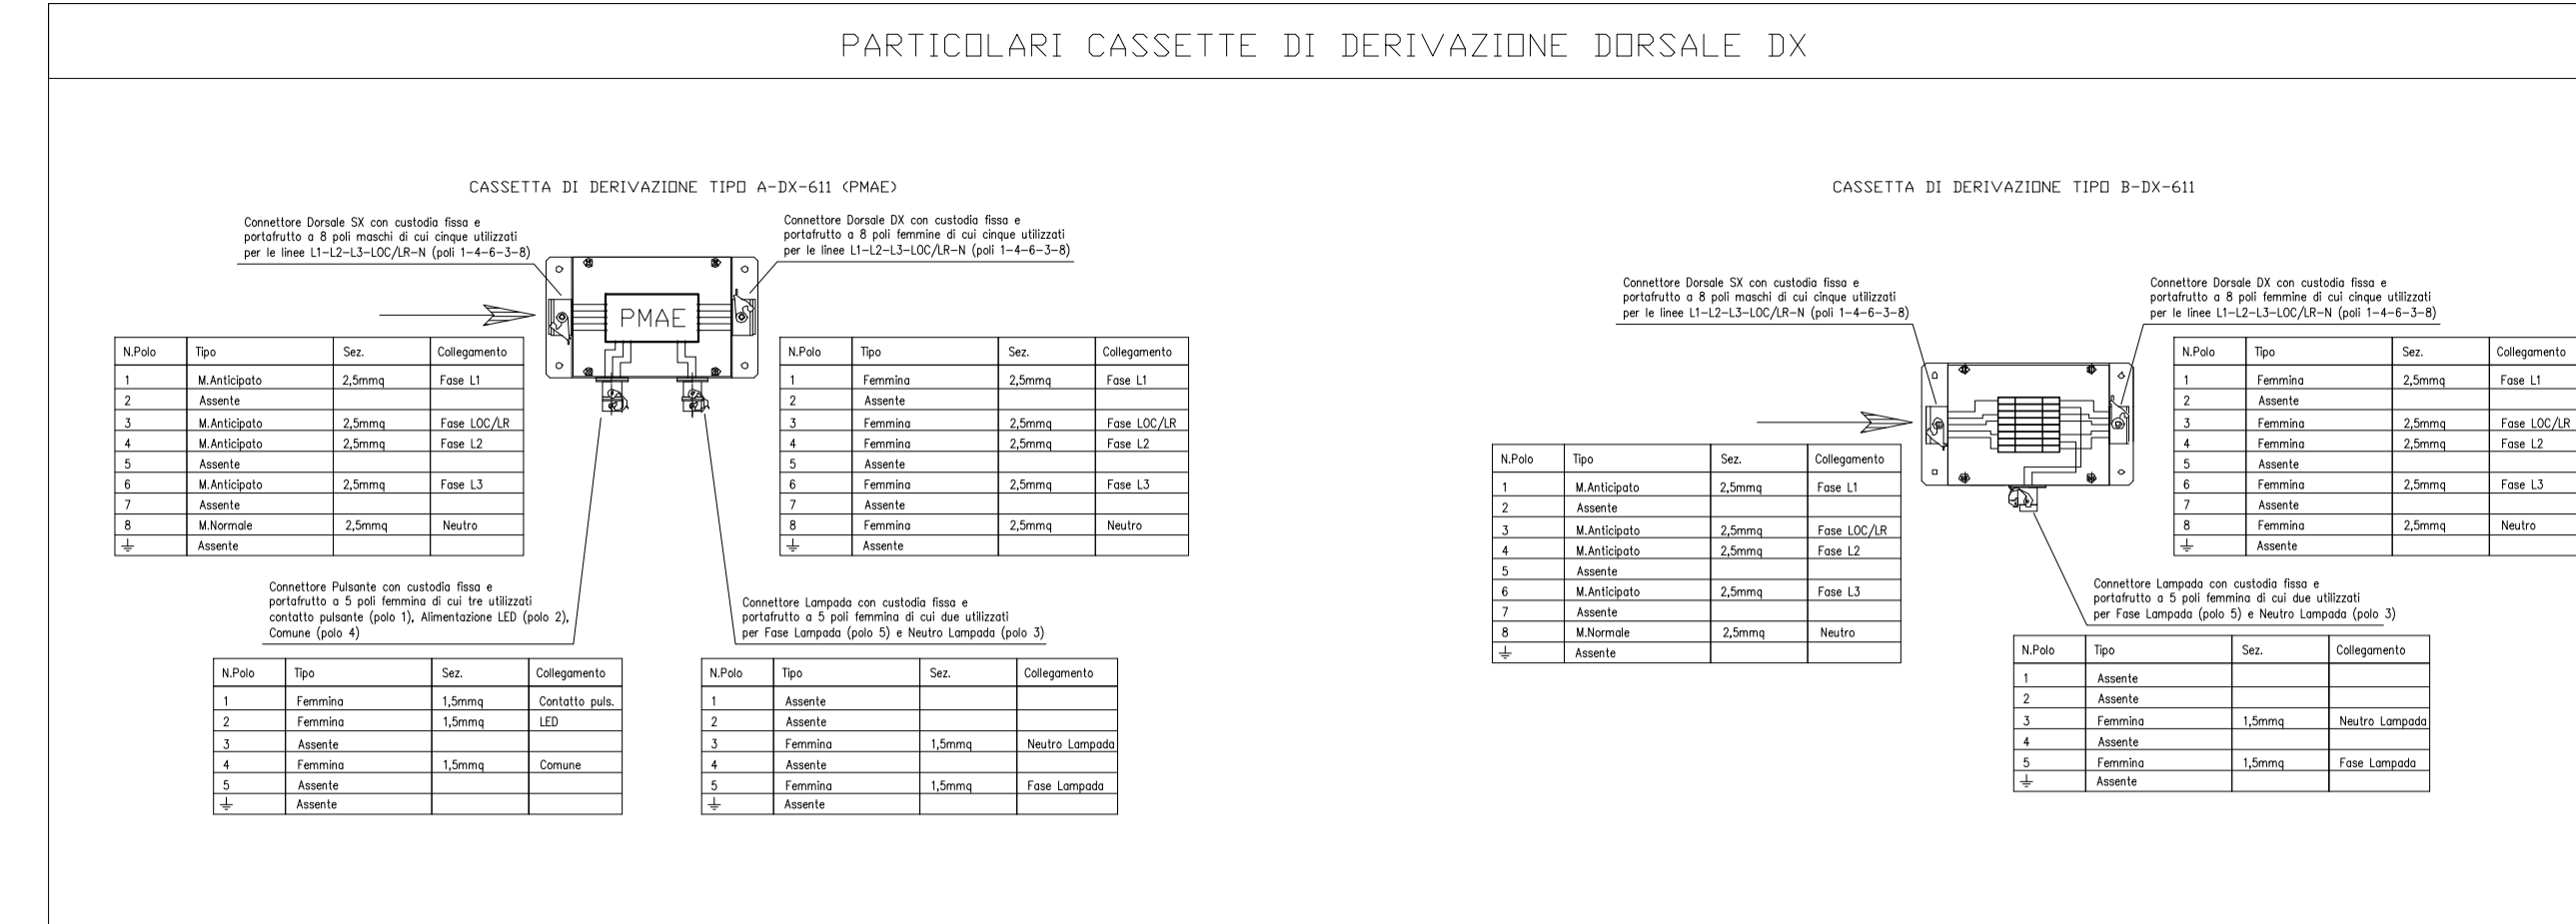 PARTICOLARI CASSETTE DI DERIVAZIONE DORSALE DX
CASSETTA DI DERIVAZIONE TIPO A-DX-611 (PMAE)
Connettore Dorsale SX con custodia fissa e
portafrutto a 8 poli maschi di cui cinque utilizzati
per le linee L1-L2-L3-LOC/LR-N (poli 1-4-6-3-8)
Connettore Dorsale DX con custodia fissa e
portafrutto a 8 poli femmine di cui cinque utilizzati
per le linee L1-L2-L3-LOC/LR-N (poli 1-4-6-3-8)
PMAE
N.Polo Tipo Sez. Collegamento
1 M.Anticipato 2,5mmq Fase L1
2 Assente
3 M.Anticipato 2,5mmq Fase LOC/LR
4 M.Anticipato 2,5mmq Fase L2
5 Assente
6 M.Anticipato 2,5mmq Fase L3
7 Assente
8 M.Normale 2,5mmq Neutro
Assente
N.Polo Tipo Sez. Collegamento
1 Femmina 2,5mmq Fase L1
2 Assente
3 Femmina 2,5mmq Fase LOC/LR
4 Femmina 2,5mmq Fase L2
5 Assente
6 Femmina 2,5mmq Fase L3
7 Assente
8 Femmina 2,5mmq Neutro
Assente
Connettore Pulsante con custodia fissa e
portafrutto a 5 poli femmina di cui tre utilizzati
contatto pulsante (polo 1), Alimentazione LED (polo 2),
Comune (polo 4)
N.Polo Tipo Sez. Collegamento
1 Femmina 1,5mmq Contatto puls.
2 Femmina 1,5mmq LED
3 Assente
4 Femmina 1,5mmq Comune
5 Assente
Assente
Connettore Lampada con custodia fissa e
portafrutto a 5 poli femmina di cui due utilizzati
per Fase Lampada (polo 5) e Neutro Lampada (polo 3)
N.Polo Tipo Sez. Collegamento
1 Assente
2 Assente
3 Femmina 1,5mmq Neutro Lampada
4 Assente
5 Femmina 1,5mmq Fase Lampada
Assente
CASSETTA DI DERIVAZIONE TIPO B-DX-611
Connettore Dorsale SX con custodia fissa e
portafrutto a 8 poli maschi di cui cinque utilizzati
per le linee L1-L2-L3-LOC/LR-N (poli 1-4-6-3-8)
Connettore Dorsale DX con custodia fissa e
portafrutto a 8 poli femmine di cui cinque utilizzati
per le linee L1-L2-L3-LOC/LR-N (poli 1-4-6-3-8)
N.Polo Tipo Sez. Collegamento
1 M.Anticipato 2,5mmq Fase L1
2 Assente
3 M.Anticipato 2,5mmq Fase LOC/LR
4 M.Anticipato 2,5mmq Fase L2
5 Assente
6 M.Anticipato 2,5mmq Fase L3
7 Assente
8 M.Normale 2,5mmq Neutro
Assente
N.Polo Tipo Sez. Collegamento
1 Femmina 2,5mmq Fase L1
2 Assente
3 Femmina 2,5mmq Fase LOC/LR
4 Femmina 2,5mmq Fase L2
5 Assente
6 Femmina 2,5mmq Fase L3
7 Assente
8 Femmina 2,5mmq Neutro
Assente
Connettore Lampada con custodia fissa e
portafrutto a 5 poli femmina di cui due utilizzati
per Fase Lampada (polo 5) e Neutro Lampada (polo 3)
N.Polo Tipo Sez. Collegamento
1 Assente
2 Assente
3 Femmina 1,5mmq Neutro Lampada
4 Assente
5 Femmina 1,5mmq Fase Lampada
Assente